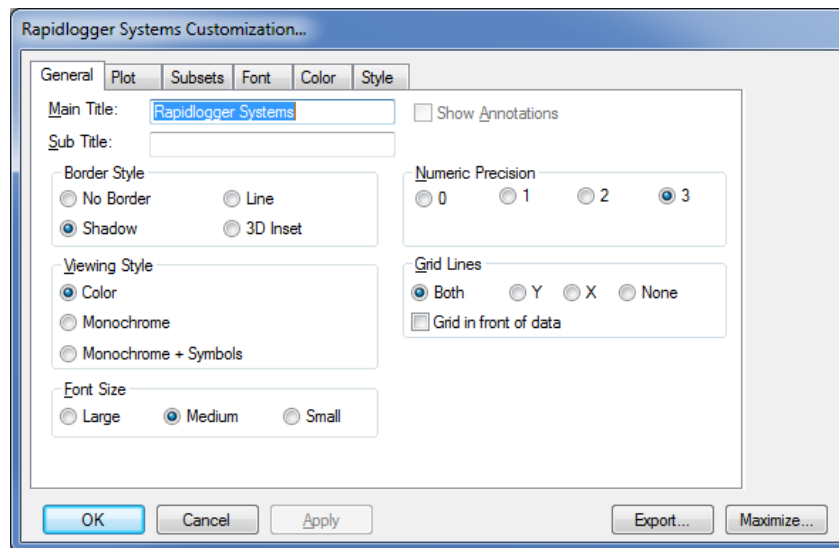 Rapidlogger Systems Customization...
General Plot Subsets Font Color Style
Main Title: Rapidlogger Systems Show Annotations
Sub Title:
Border Style Numeric Precision
No Border Line 0 1 2 3
Shadow 3D Inset
Viewing Style Grid Lines
Color Both Y X None
Monochrome Grid in front of data
Monochrome + Symbols
Font Size
Large Medium Small
OK Cancel Apply Export... Maximize...